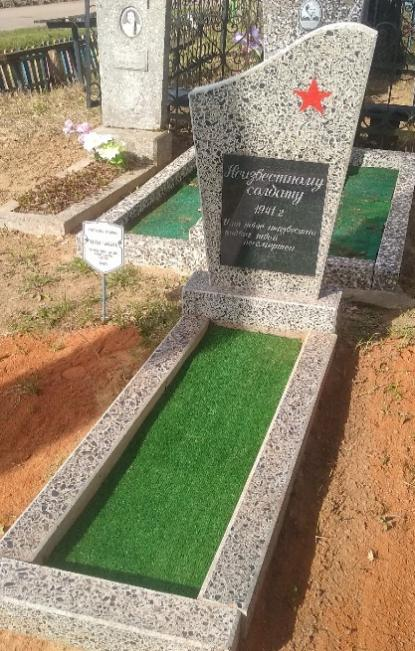 Неизвестному
солдату
1941 г
Имя твое неизвестно
подвиг твой
бессмертен